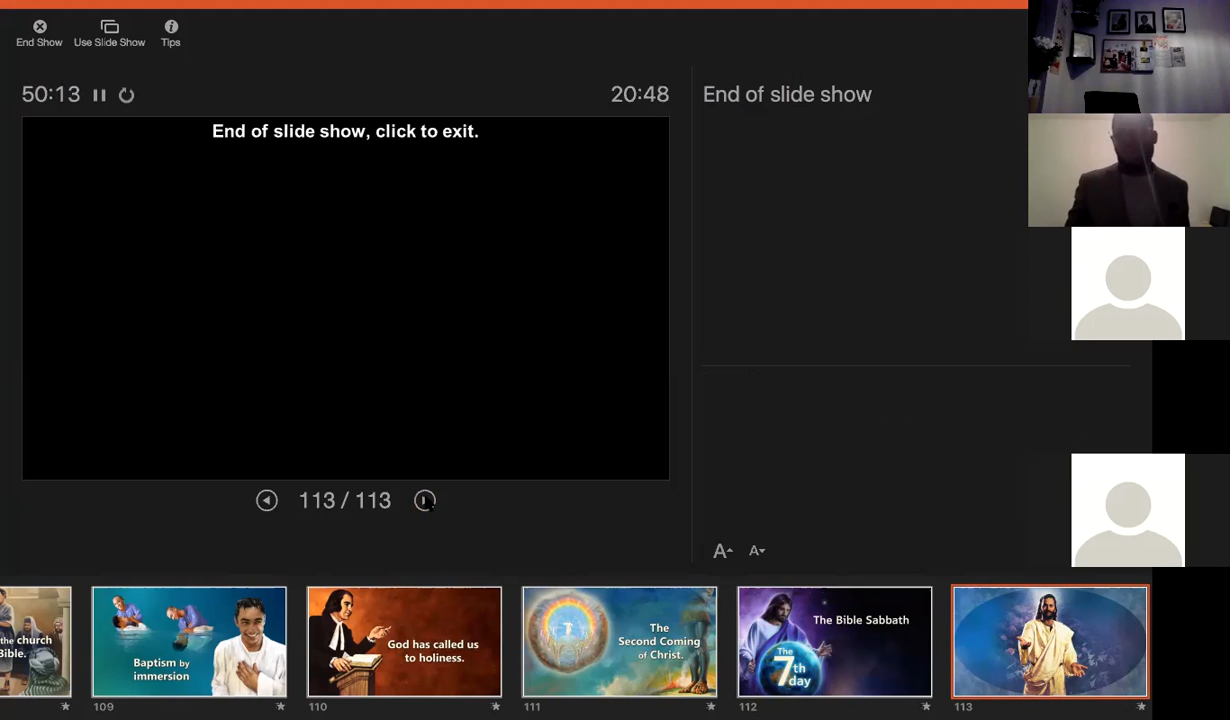 End Show
Use Slide Show
Tips
50:13
20:48
End of slide show, click to exit.
113 / 113
End of slide show
A
A
the church
Bible.
Baptism by
immersion
God has called us
to holiness.
The
Second Coming
of Christ.
The Bible Sabbath
The
7th
day
109
110
111
112
113